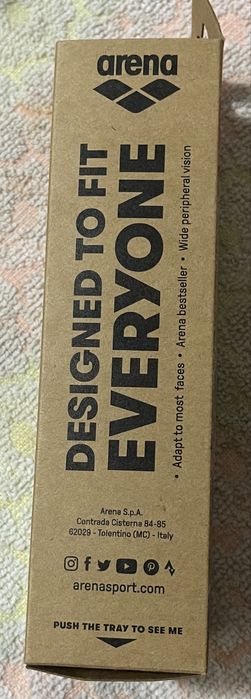 arena
DESIGNED TO FIT
EVERYONE
• Adapt to most faces • Arena bestseller • Wide peripheral vision
Arena S.p.A.
Contrada Cisterna 84-85
62029 - Tolentino (MC) - Italy
arenasport.com
PUSH THE TRAY TO SEE ME